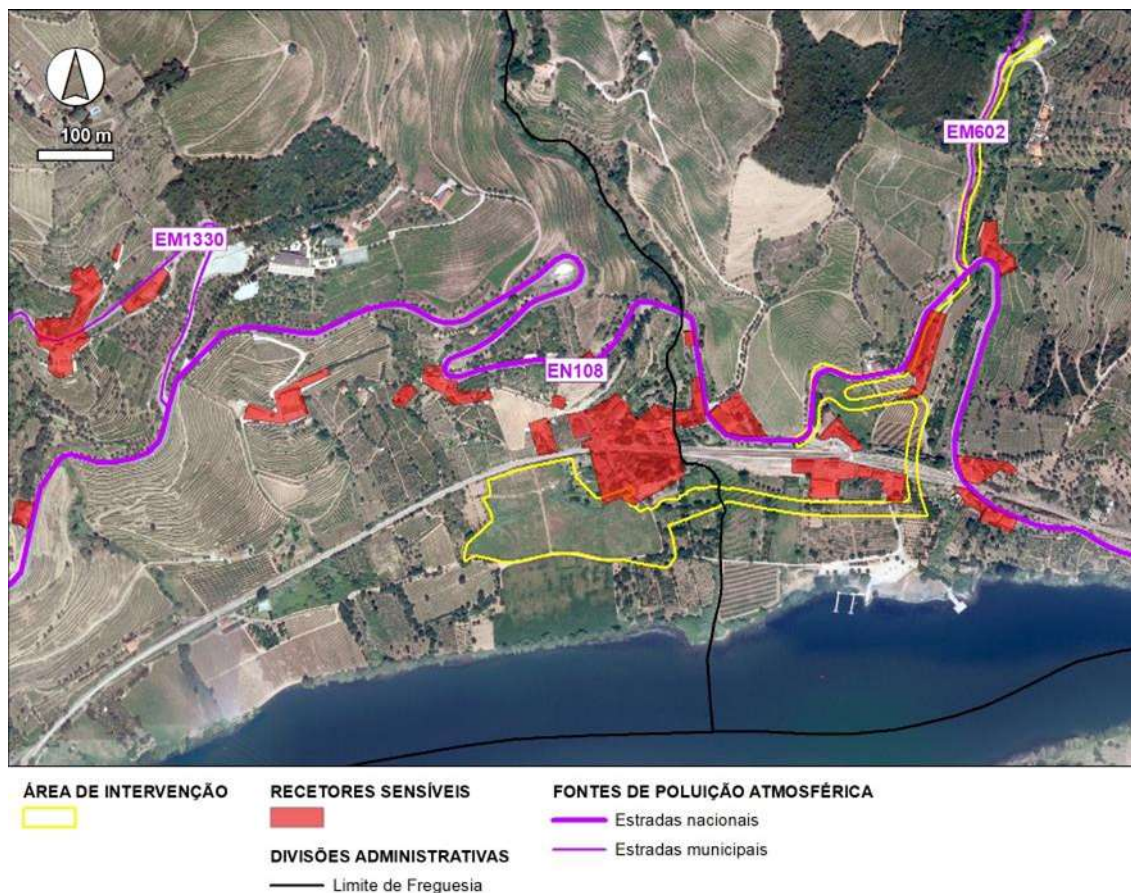 100 m
EM602
EM1330
EN108
ÁREA DE INTERVENÇÃO
RECETORES SENSÍVEIS
FONTES DE POLUIÇÃO ATMOSFÉRICA
Estradas nacionais
Estradas municipais
DIVISÕES ADMINISTRATIVAS
Limite de Freguesia